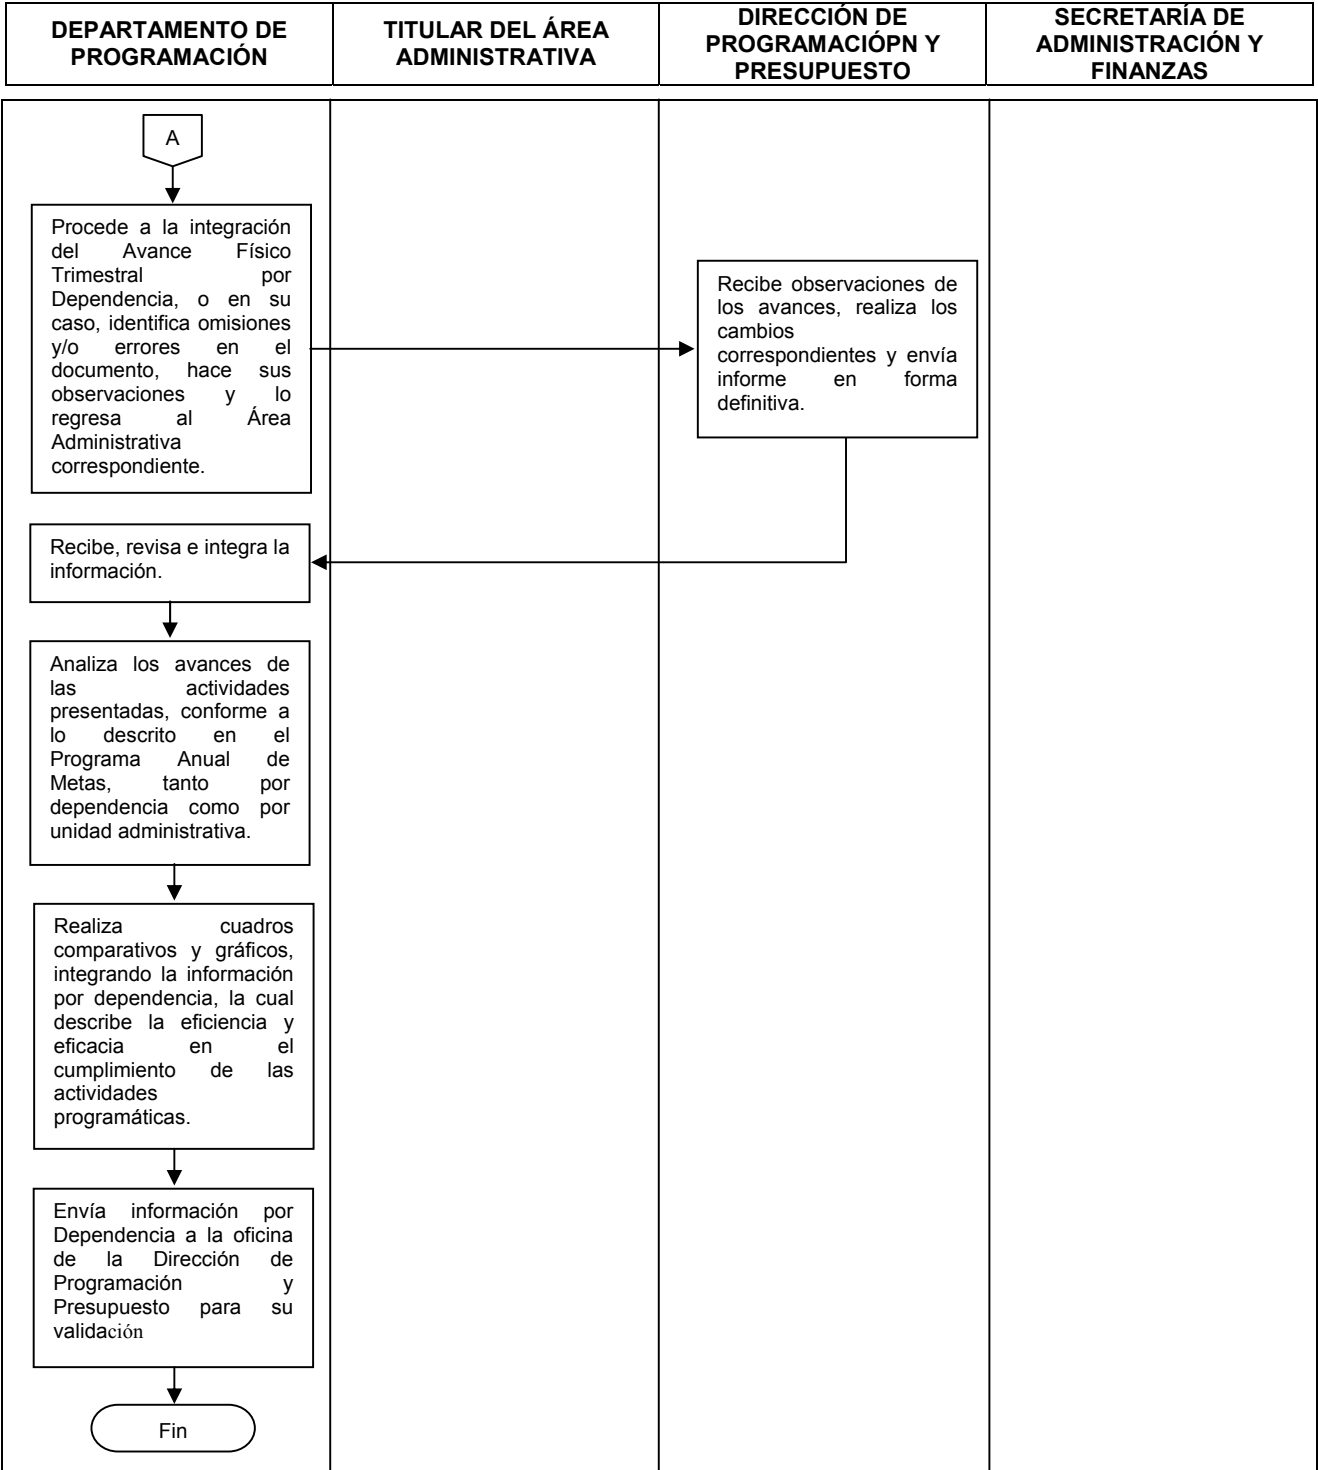 DEPARTAMENTO DE
PROGRAMACIÓN
TITULAR DEL ÁREA
ADMINISTRATIVA
DIRECCIÓN DE
PROGRAMACIÓPN Y
PRESUPUESTO
SECRETARÍA DE
ADMINISTRACIÓN Y
FINANZAS
A
Procede a la integración
del Avance Físico
Trimestral por
Dependencia, o en su
caso, identifica omisiones
y/o errores en el
documento, hace sus
observaciones y lo
regresa al Área
Administrativa
correspondiente.
Recibe observaciones de
los avances, realiza los
cambios
correspondientes y envía
informe en forma
definitiva.
Recibe, revisa e integra la
información.
Analiza los avances de
las actividades
presentadas, conforme a
lo descrito en el
Programa Anual de
Metas, tanto por
dependencia como por
unidad administrativa.
Realiza cuadros
comparativos y gráficos,
integrando la información
por dependencia, la cual
describe la eficiencia y
eficacia en el
cumplimiento de las
actividades
programáticas.
Envía información por
Dependencia a la oficina
de la Dirección de
Programación y
Presupuesto para su
validación
Fin